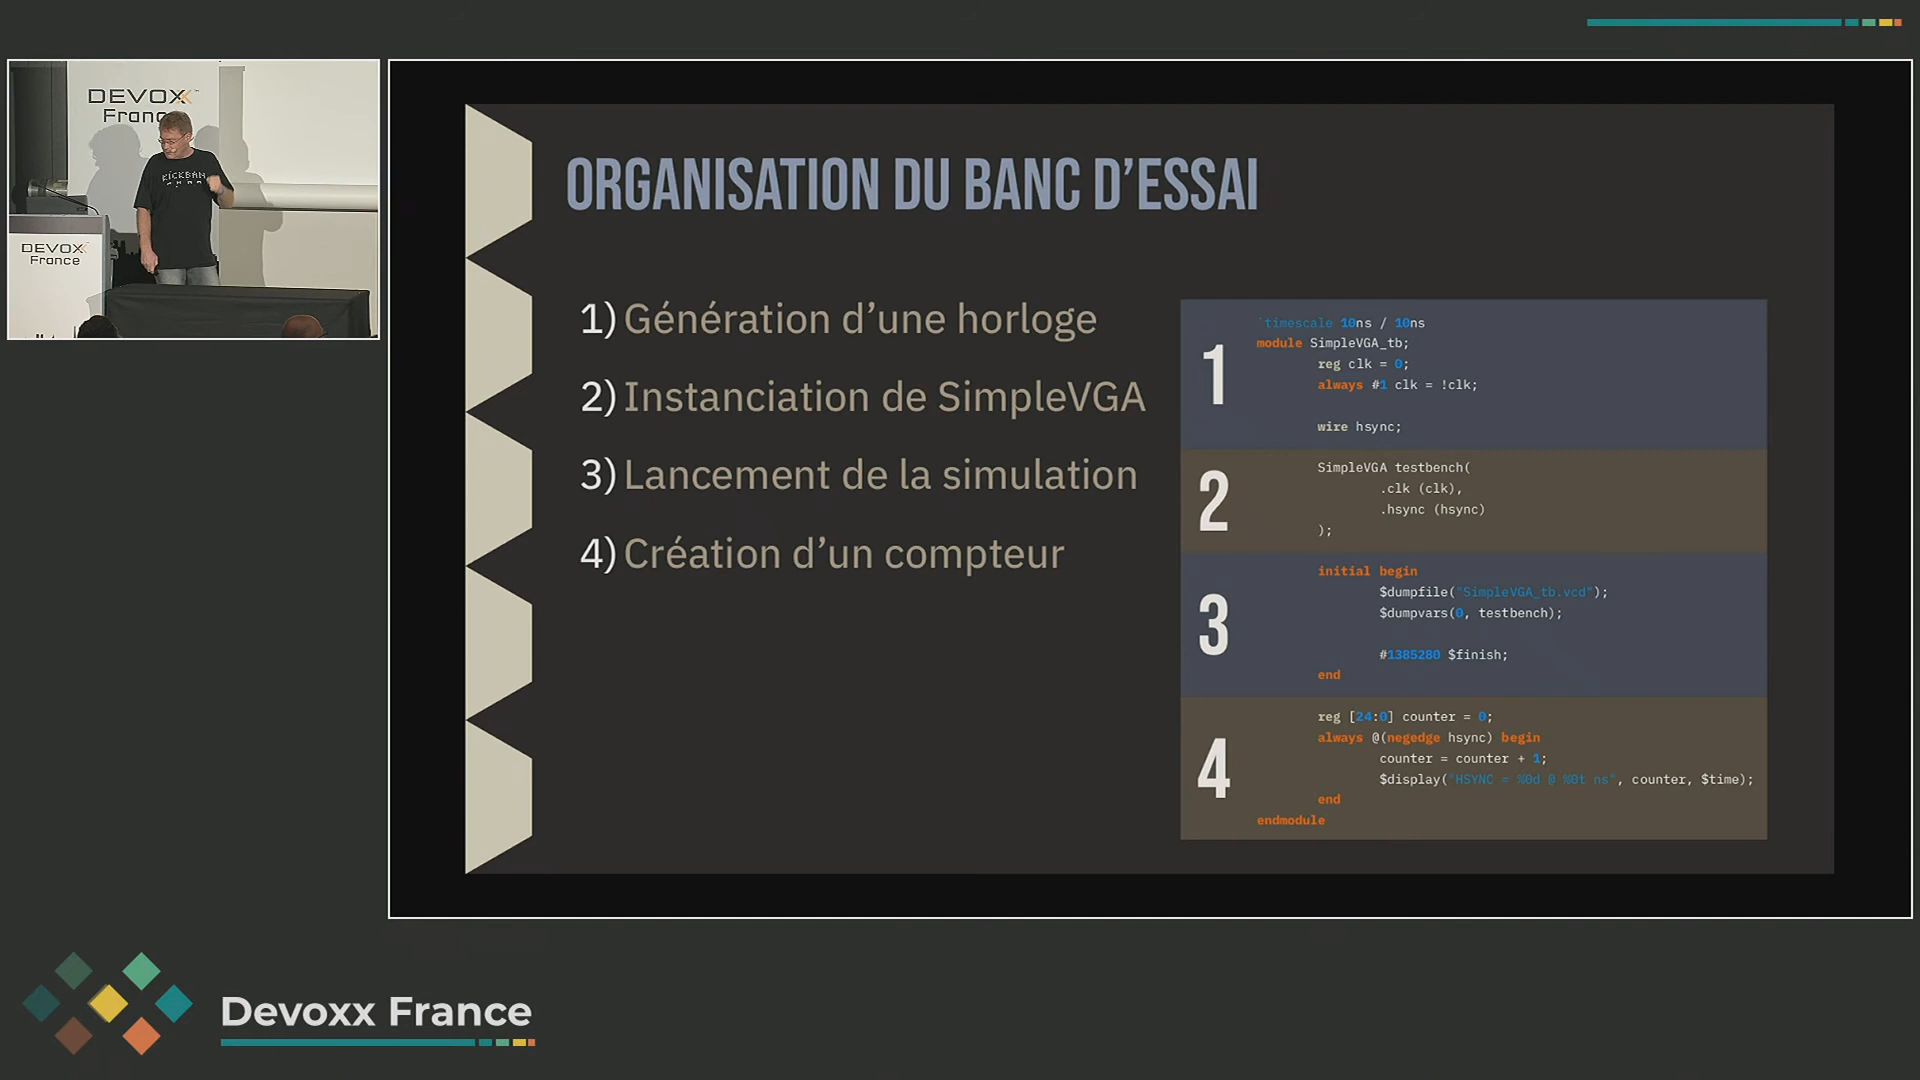 DEVOXX
France
KICKBAN
DEVOXX
France
ORGANISATION DU BANC D’ESSAI
1) Génération d’une horloge
2) Instanciation de SimpleVGA
3) Lancement de la simulation
4) Création d’un compteur
1
`timescale 10ns / 10ns
module SimpleVGA_tb;
reg clk = 0;
always #1 clk = !clk;
wire hsync;
2
SimpleVGA testbench(
.clk (clk),
.hsync (hsync)
);
3
initial begin
$dumpfile("SimpleVGA_tb.vcd");
$dumpvars(0, testbench);
#1385280 $finish;
end
4
reg [24:0] counter = 0;
always @(negedge hsync) begin
counter = counter + 1;
$display("HSYNC = %0d @ %0t ns", counter, $time);
end
endmodule
Devoxx France